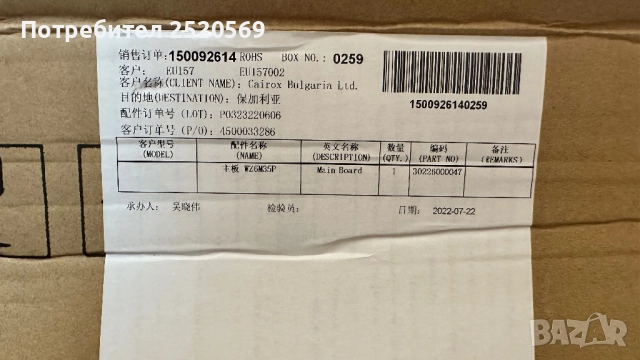 Потребител 2520569
销售订单: 150092614 ROHS BOX NO.: 0259
客户: EU157 EU157002
客户名称(CLIENT NAME): Cairox Bulgaria Ltd.
目的地(DESTINATION): 保加利亚
配件订单号 (LOT): P0323220606
客户订单号 (P/O): 4500033286
1500926140259
客户型号 (MODEL) 配件名称 (NAME) 英文名称 (DESCRIPTION) 数量 (QTY.) 编码 (PART NO) 备注 (REMARKS)
主板 WZ6M35P Main Board 1 30226000047
承办人: 吴晓伟 检验员: 日期: 2022-07-22
BAZAR
bg